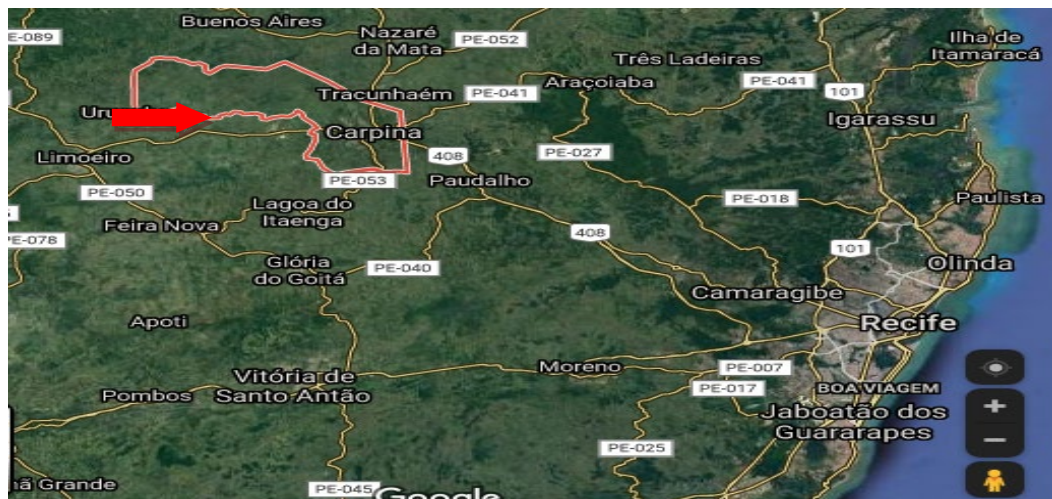 Buenos Aires
E-089
Nazaré
da Mata
PE-052
Ilha de
Itamaracá
Três Ladeiras
Araçoiaba
PE-041
101
Tracunhaém
PE-041
Igarassu
Carpina
Limoeiro
408
PE-027
PE-053
Paudalho
PE-050
PE-018
Paulista
Lagoa do
Itaenga
Feira Nova
408
PE-078
101
Glória
do Goitá
PE-040
Olinda
Camaragibe
Apoti
Recife
Moreno
PE-007
Vitória de
Santo Antão
Pombos
PE-017
BOA VIAGEM
Jaboatão dos
Guararapes
PE-025
Grande
PE-045
Google